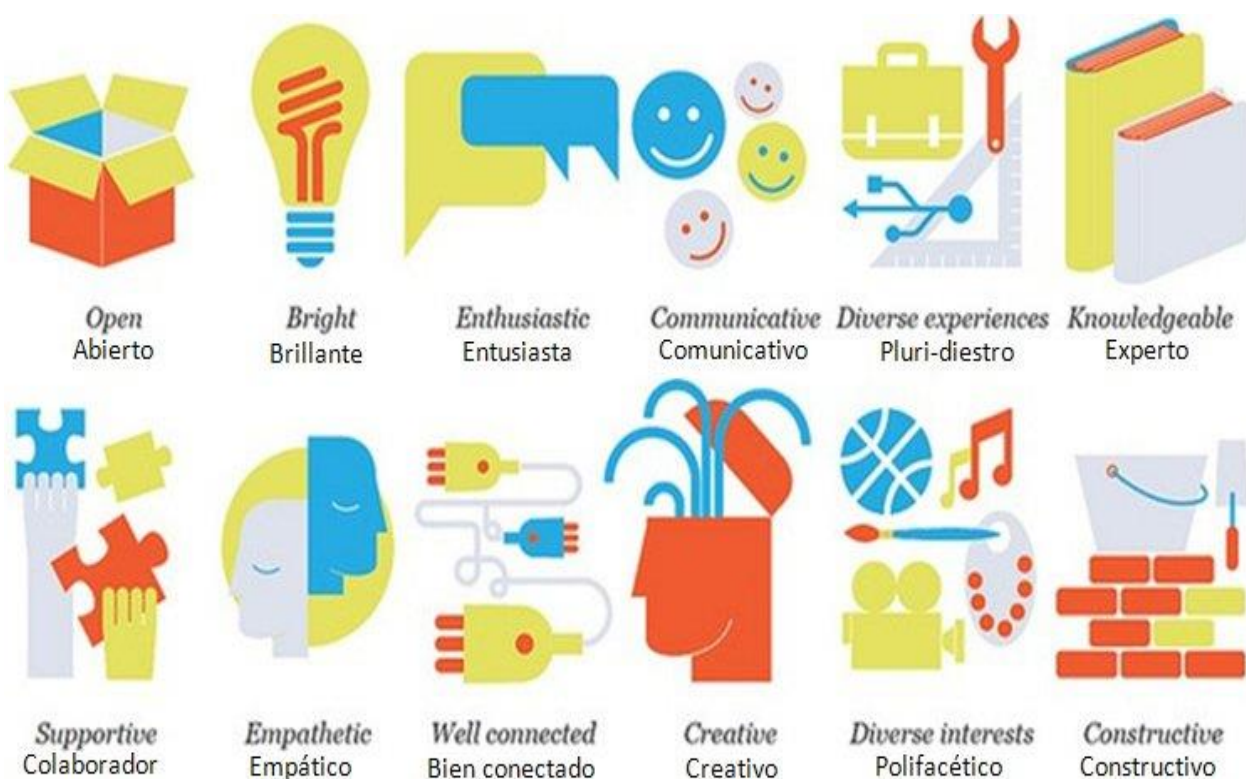 Open
Abierto
Bright
Brillante
Enthusiastic
Entusiasta
Communicative
Comunicativo
Diverse experiences
Pluri-diestro
Knowledgeable
Experto
Supportive
Colaborador
Empathetic
Empático
Well connected
Bien conectado
Creative
Creativo
Diverse interests
Polifacético
Constructive
Constructivo